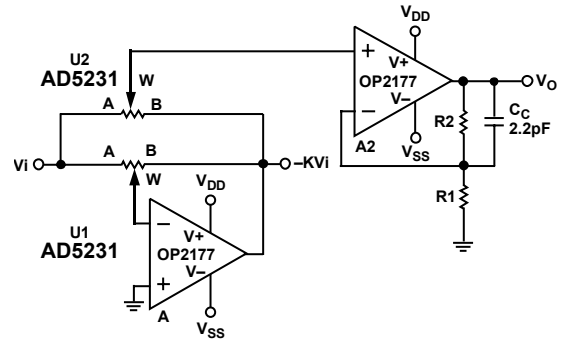 U2
AD5231
W
A
B
Vi
A
B
W
–KVi
U1
AD5231
VDD
–
V+
OP2177
V–
+
A
VSS
VDD
+
V+
OP2177
V–
–
A2
VSS
VO
R2
CC
2.2pF
R1